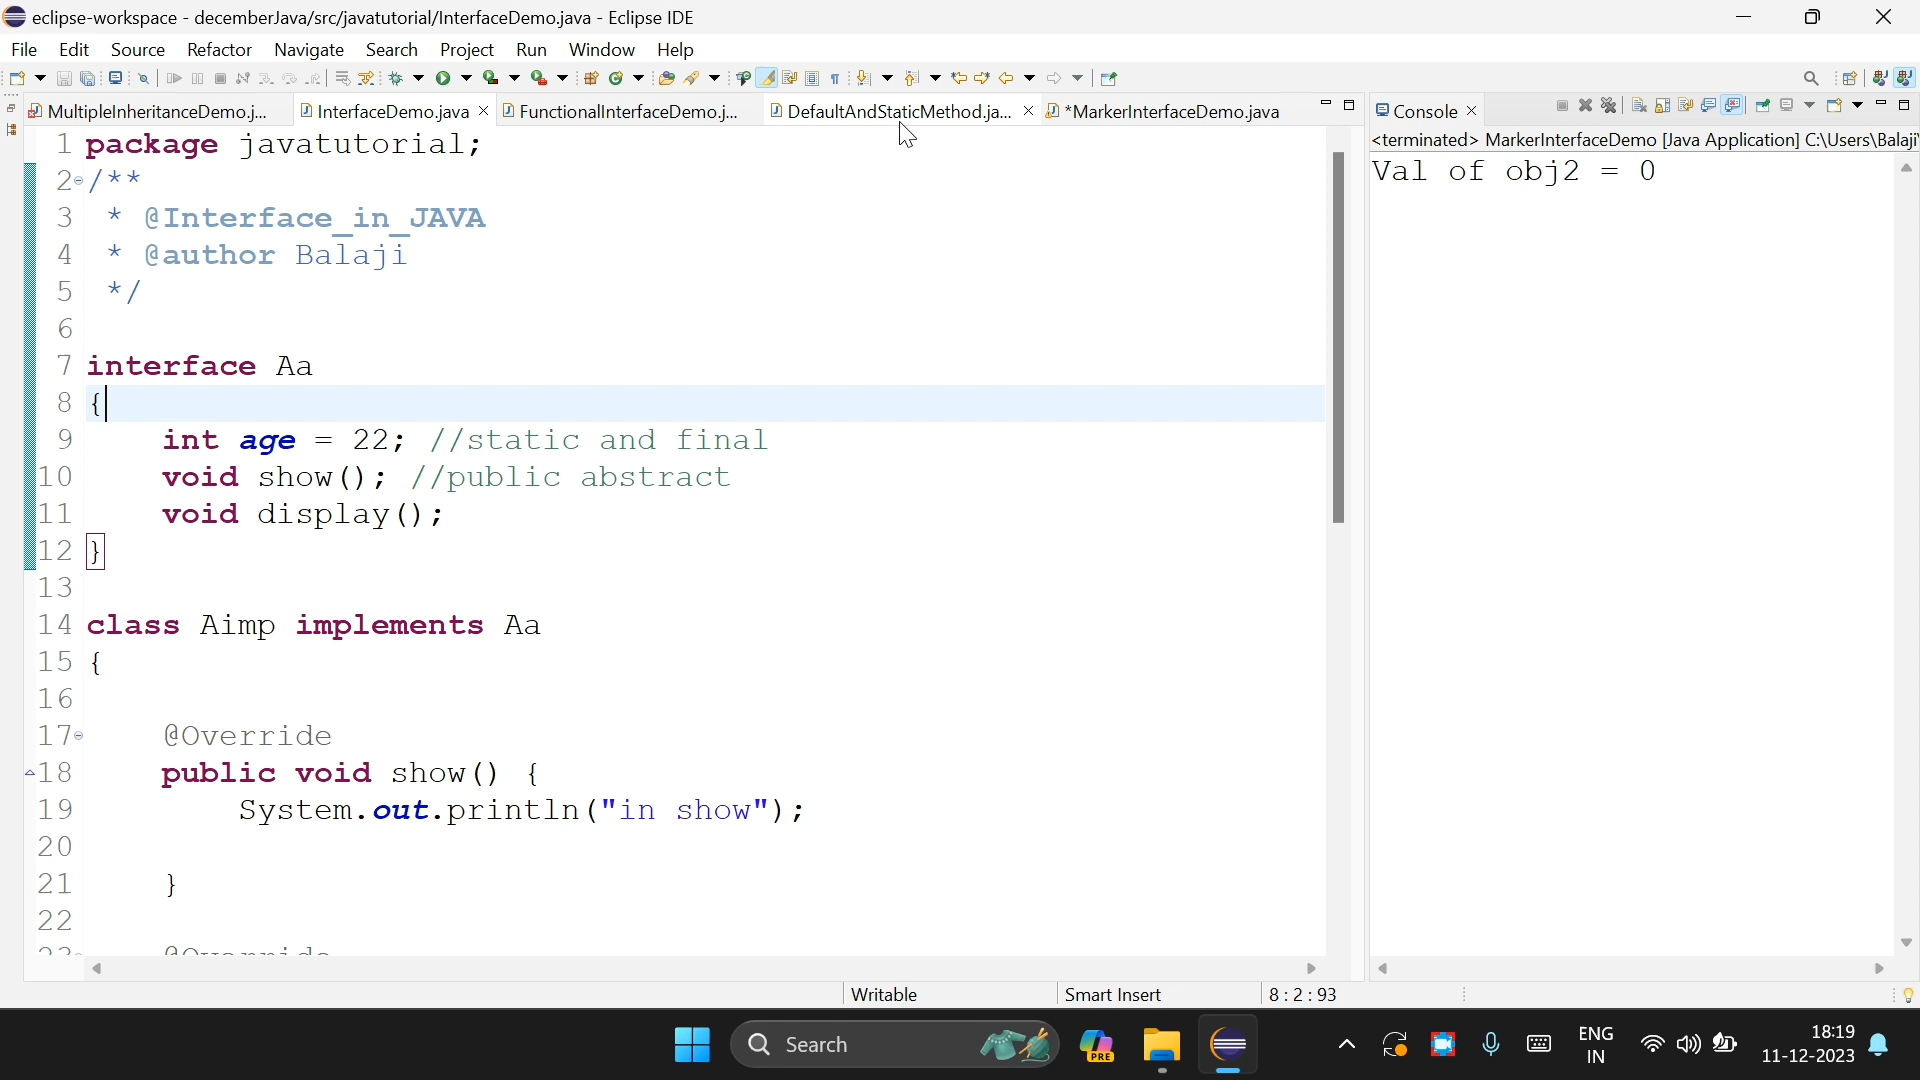 eclipse-workspace - decemberJava/src/javatutorial/InterfaceDemo.java - Eclipse IDE
File Edit Source Refactor Navigate Search Project Run Window Help
MultipleInheritanceDemo.j... InterfaceDemo.java FunctionalInterfaceDemo.j... DefaultAndStaticMethod.ja... *MarkerInterfaceDemo.java
1 package javatutorial;
2 /**
3 * @Interface_in_JAVA
4 * @author Balaji
5 */
6
7 interface Aa
8 {
9 int age = 22; //static and final
10 void show(); //public abstract
11 void display();
12 }
13
14 class Aimp implements Aa
15 {
16
17 @Override
18 public void show() {
19 System.out.println("in show");
20
21 }
22
23 @Override
Console
<terminated> MarkerInterfaceDemo [Java Application] C:\Users\Balaji\
Val of obj2 = 0
Writable Smart Insert 8 : 2 : 93
Search
PRE
ENG
IN
18:19
11-12-2023